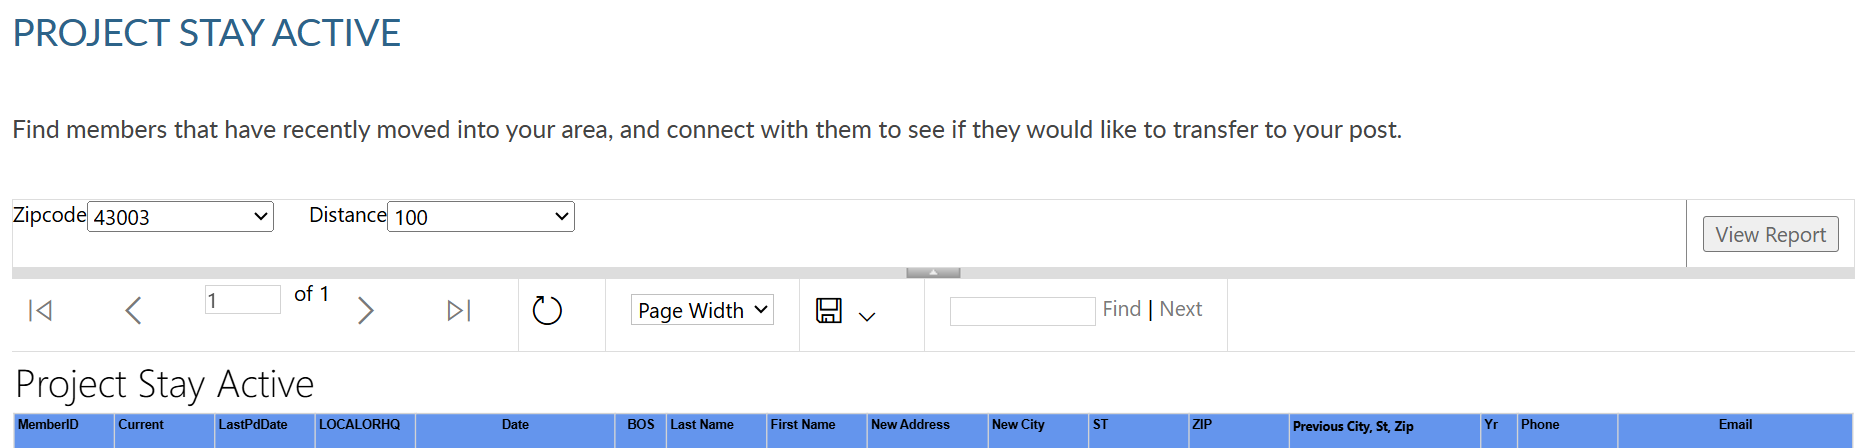 PROJECT STAY ACTIVE
Find members that have recently moved into your area, and connect with them to see if they would like to transfer to your post.
Zipcode 43003 Distance 100 View Report
1 of 1 Page Width Find | Next
Project Stay Active
MemberID Current LastPdDate LOCALORHQ Date BOS Last Name First Name New Address New City ST ZIP Previous City, St, Zip Yr Phone Email